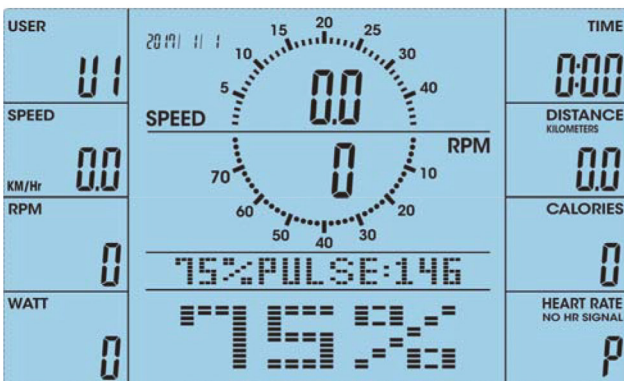 USER
U1
SPEED
KM/Hr 0.0
RPM
0
WATT
0
2017/ 1/ 1
5 10 15 20 25 30 40
SPEED
0.0
RPM
0
70 60 50 40 30 20 10
75%PULSE:146
75%
TIME
0:00
DISTANCE
KILOMETERS
0.0
CALORIES
0
HEART RATE
NO HR SIGNAL
P